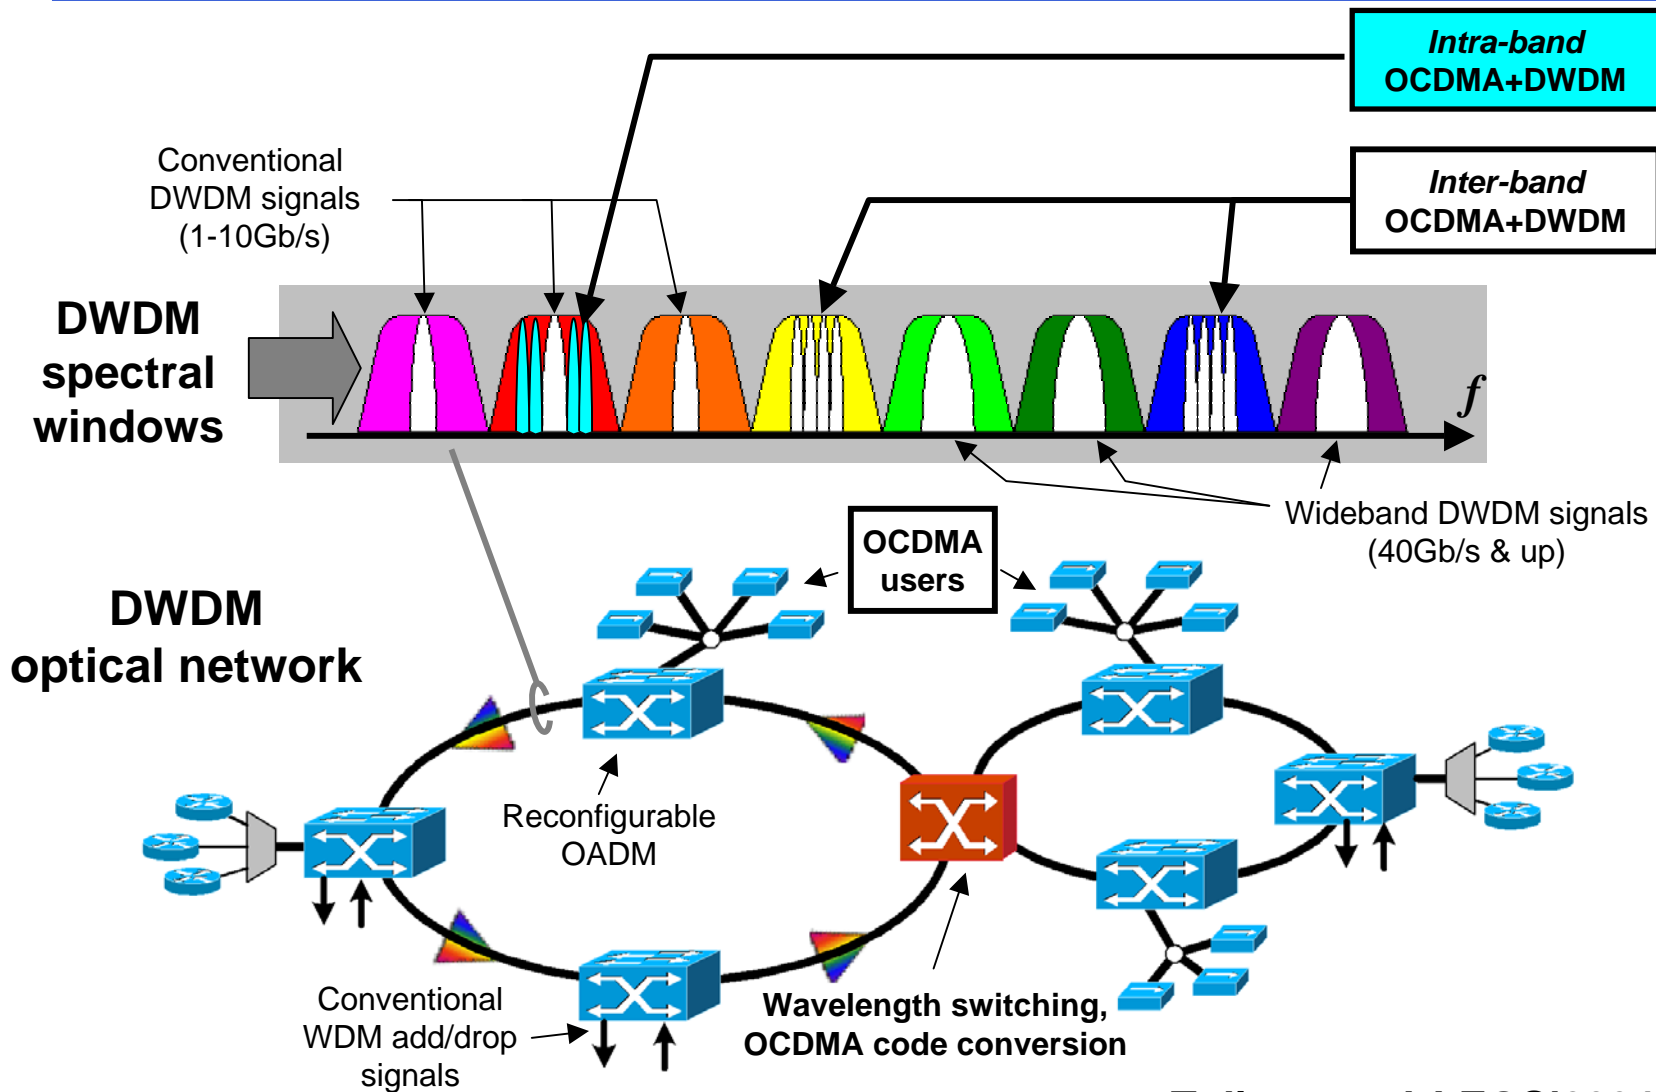 Intra-band
OCDMA+DWDM
Conventional
DWDM signals
(1-10Gb/s)
Inter-band
OCDMA+DWDM
DWDM
spectral
windows
f
Wideband DWDM signals
(40Gb/s & up)
OCDMA
users
DWDM
optical network
Reconfigurable
OADM
Conventional
WDM add/drop
signals
Wavelength switching,
OCDMA code conversion